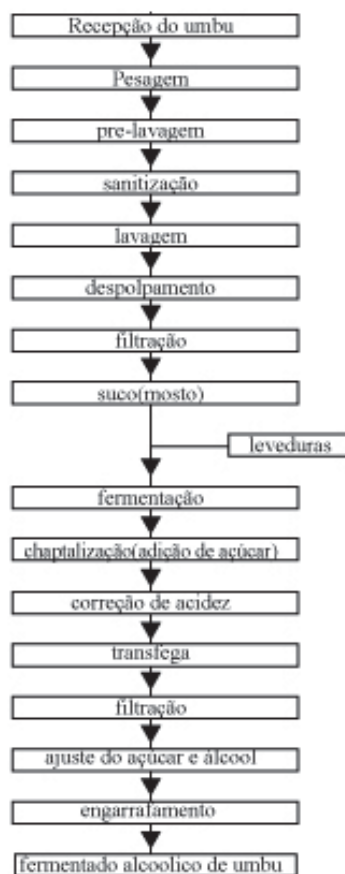 Recepção do umbu
Pesagem
pre-lavagem
sanitização
lavagem
despolpamento
filtração
suco(mosto)
leveduras
fermentação
chaptalização(adição de açúcar)
correção de acidez
transfega
filtração
ajuste do açúcar e álcool
engarrafamento
fermentado alcoolico de umbu